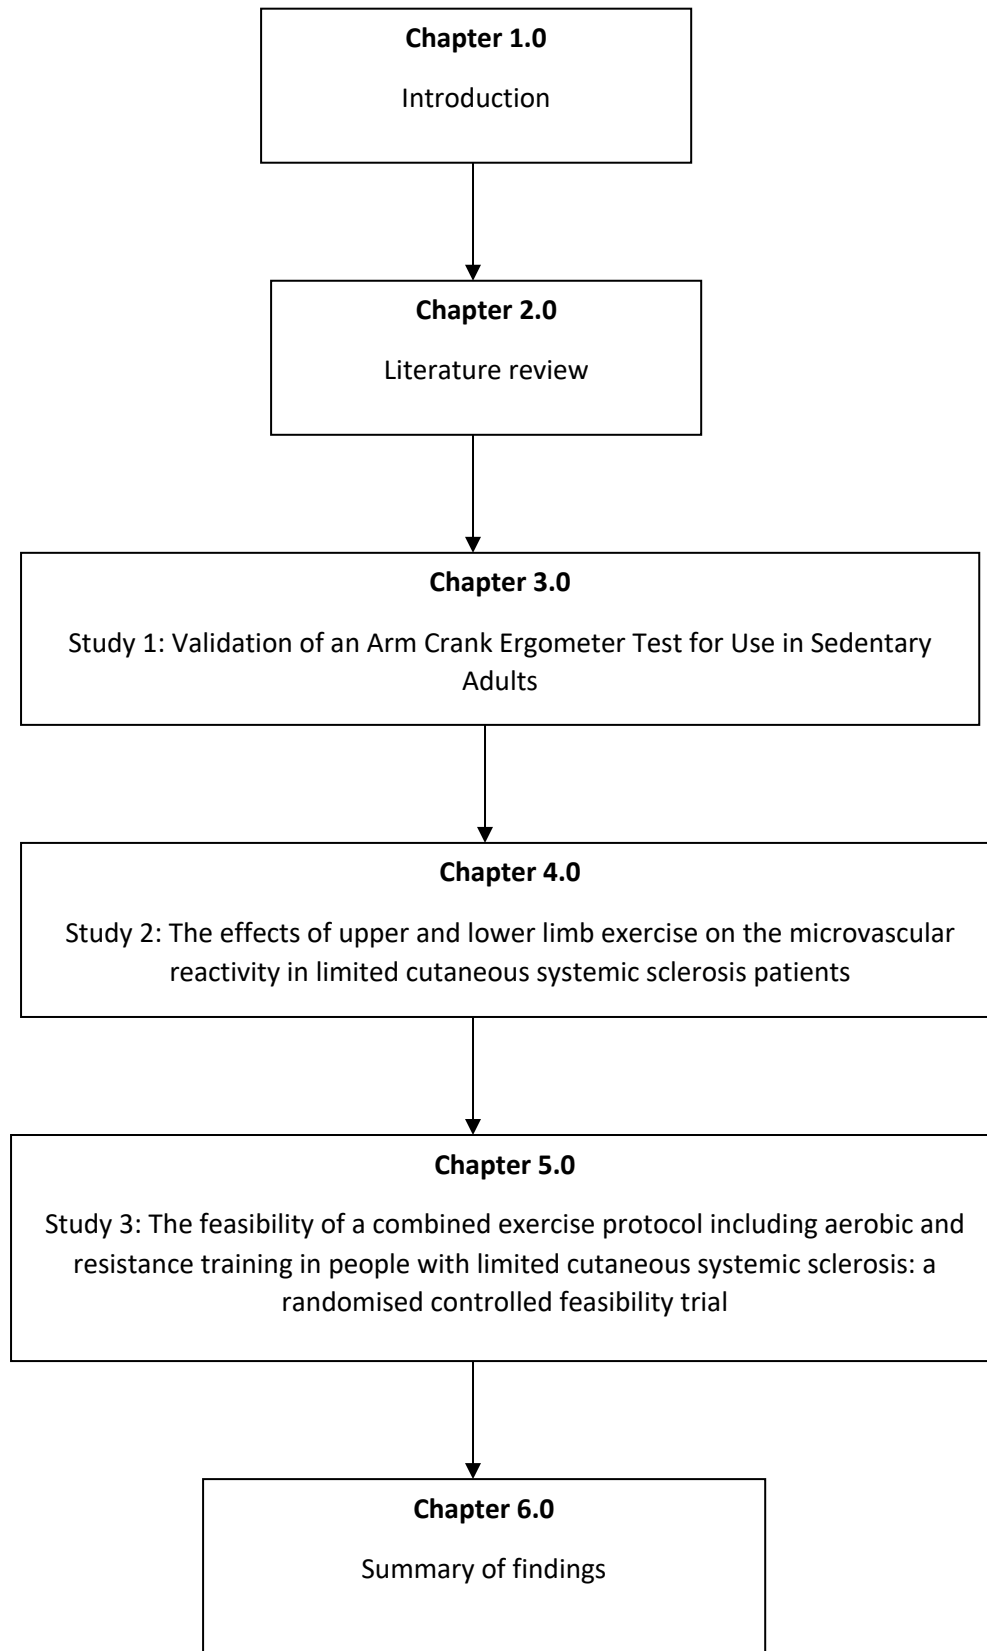 Chapter 1.0
Introduction
Chapter 2.0
Literature review
Chapter 3.0
Study 1: Validation of an Arm Crank Ergometer Test for Use in Sedentary
Adults
Chapter 4.0
Study 2: The effects of upper and lower limb exercise on the microvascular
reactivity in limited cutaneous systemic sclerosis patients
Chapter 5.0
Study 3: The feasibility of a combined exercise protocol including aerobic and
resistance training in people with limited cutaneous systemic sclerosis: a
randomised controlled feasibility trial
Chapter 6.0
Summary of findings